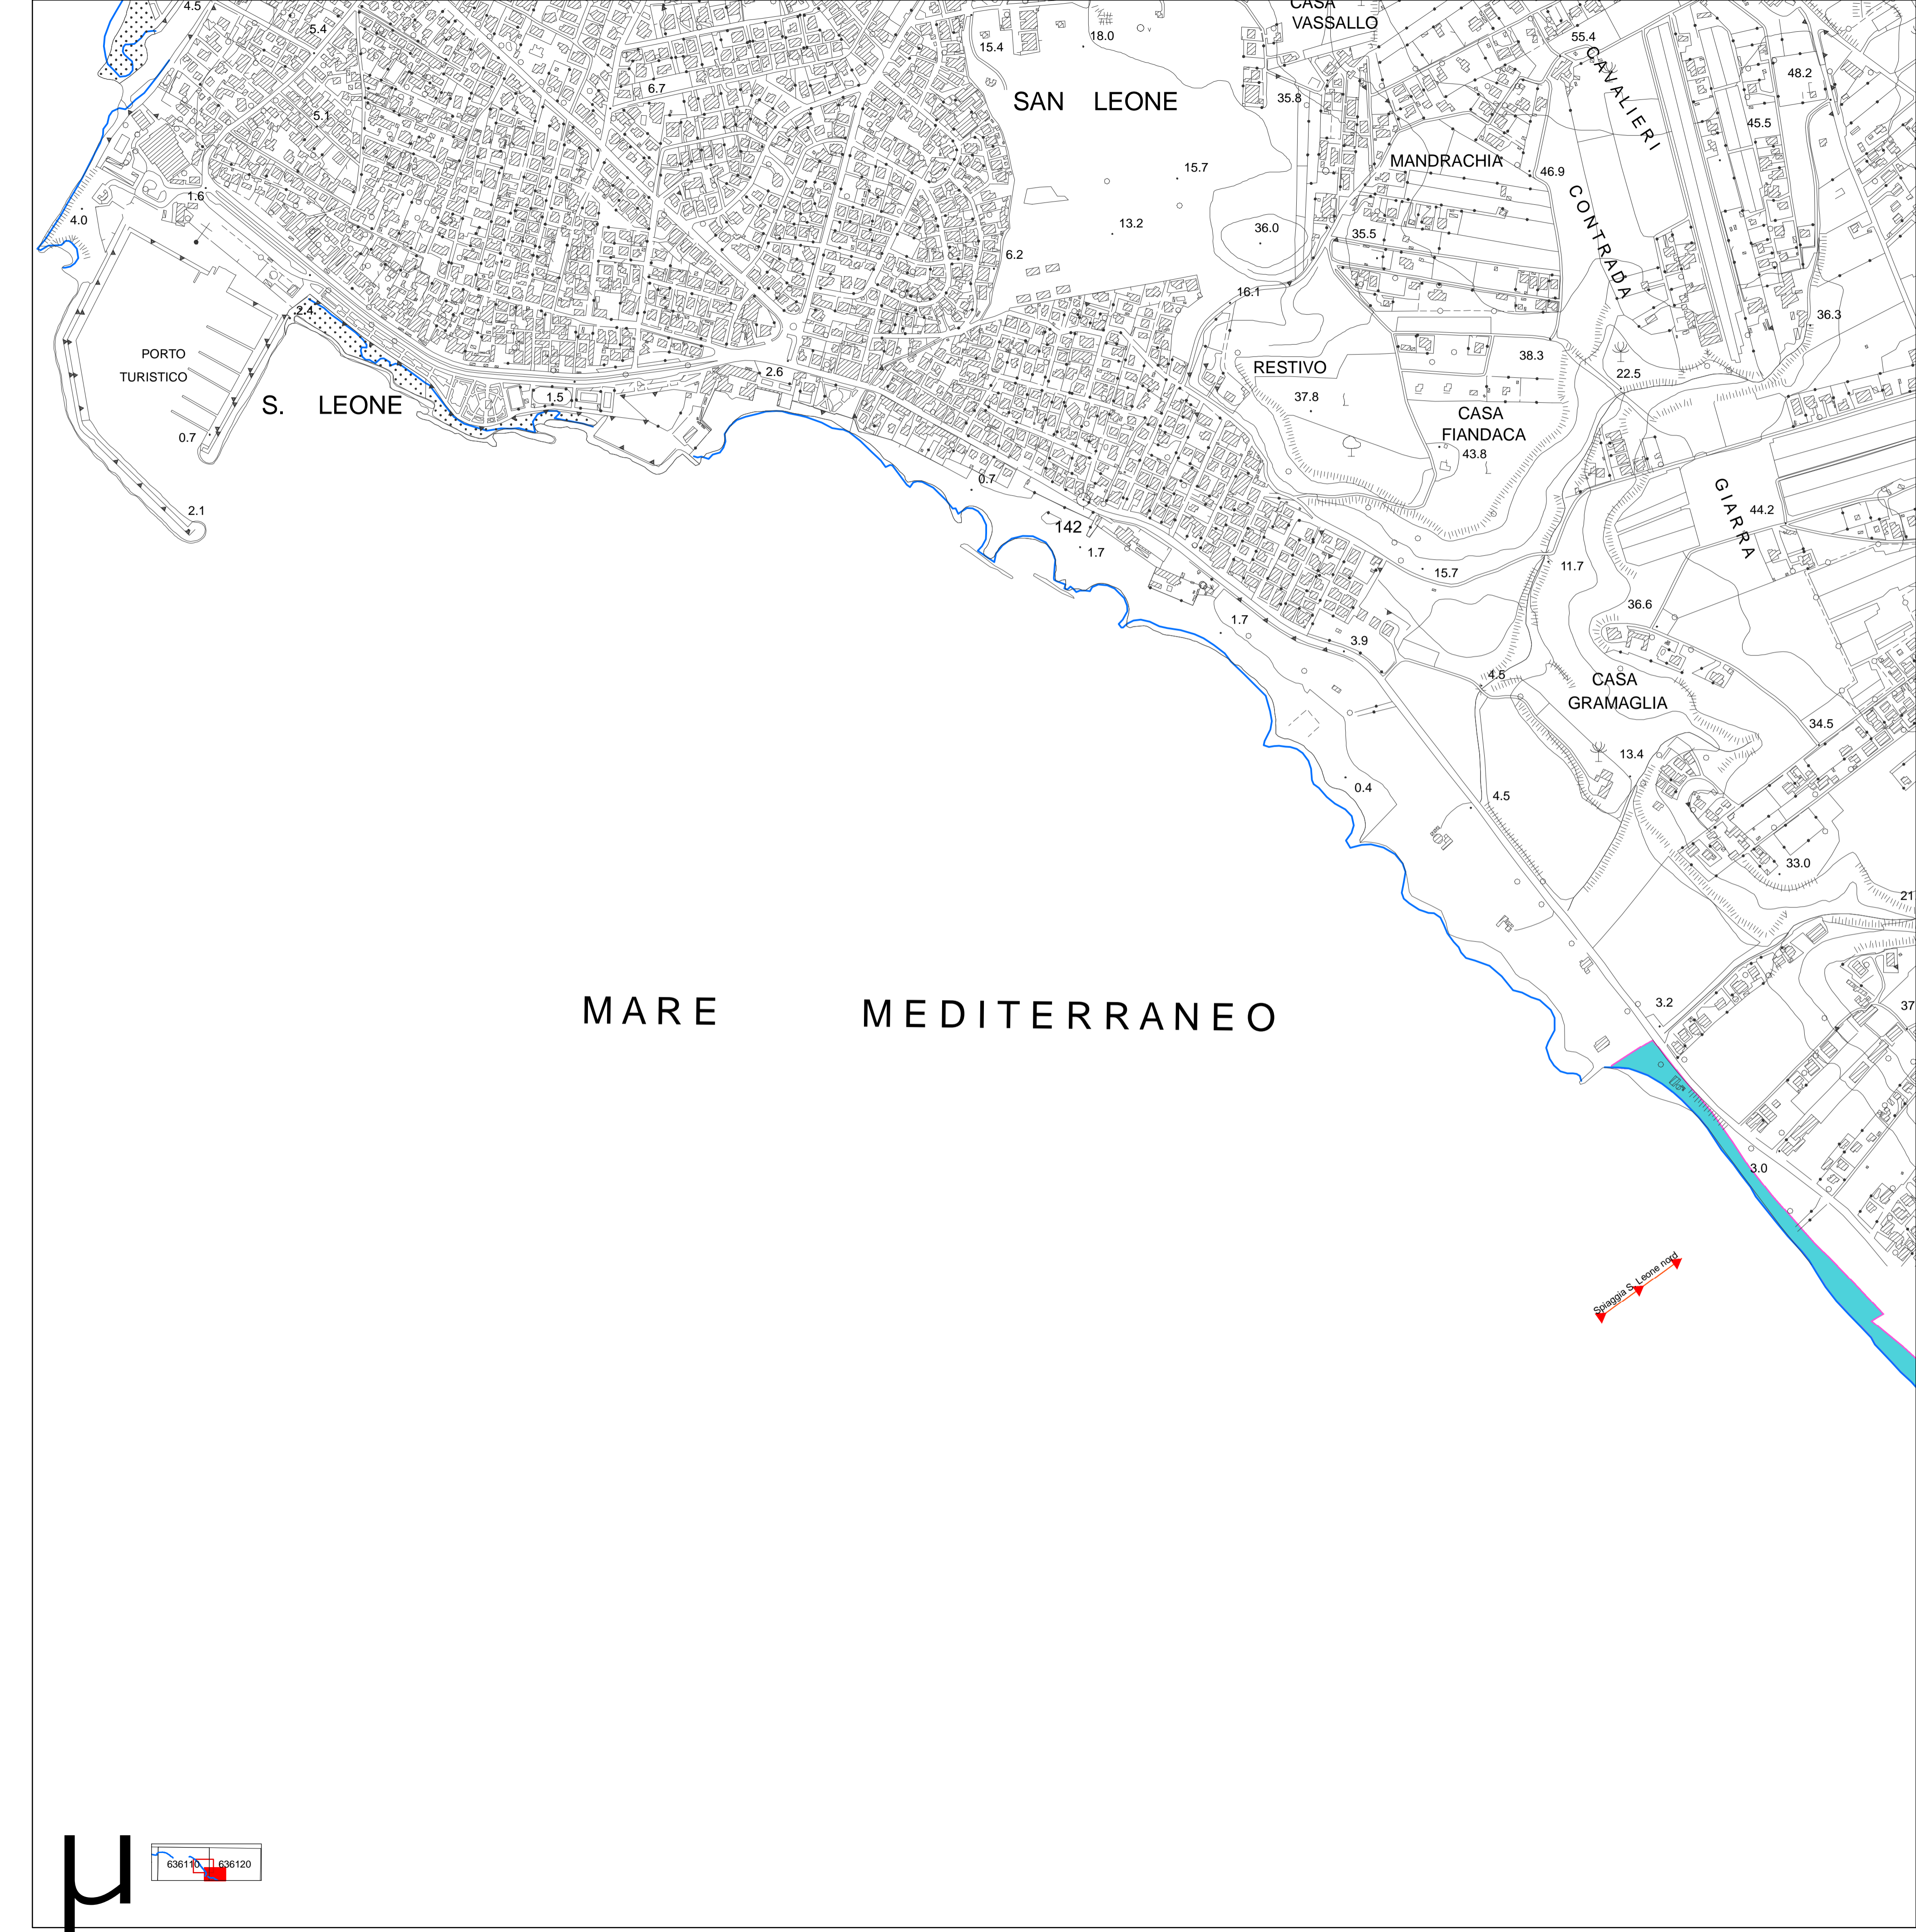 4.5
5.4
15.4
18.0
CASA
VASSALLO
55.4
CAVALIERI
48.2
6.7
SAN LEONE
35.8
5.1
45.5
MANDRACHIA
15.7
46.9
CONTRADA
1.6
4.0
13.2
36.0
35.5
6.2
16.1
2.4
36.3
PORTO
TURISTICO
38.3
RESTIVO
22.5
2.6
S. LEONE
1.5
37.8
CASA
FIANDACA
0.7
43.8
0.7
GIARRA
2.1
44.2
142
1.7
15.7
11.7
36.6
1.7
3.9
4.5
CASA
GRAMAGLIA
34.5
13.4
0.4
4.5
33.0
21
3.2
37
MARE MEDITERRANEO
3.0
Spiaggia S. Leone nord
µ
636110
636120